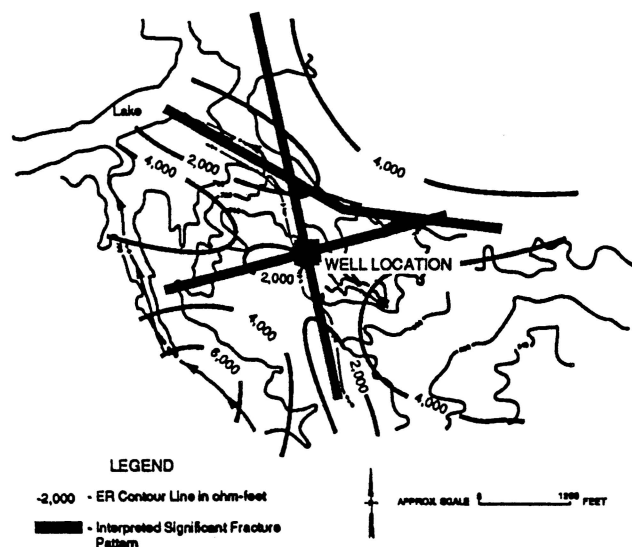 Lake
4,000
4,000
2,000
WELL LOCATION
2,000
4,000
6,000
2,000
4,000
LEGEND
-2,000 - ER Contour Line in ohm-feet
- Interpreted Significant Fracture
Pattern
APPROX. SCALE 0 FEET